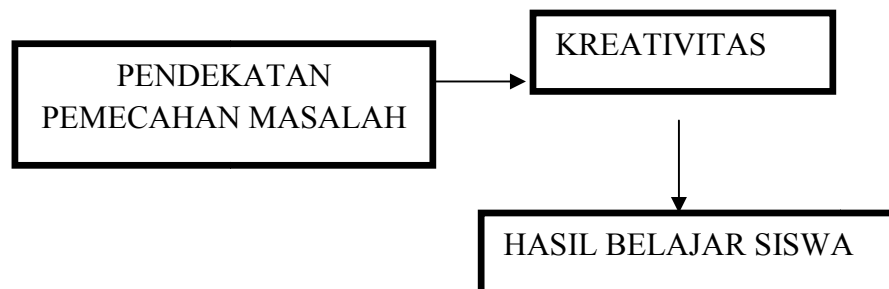 PENDEKATAN
PEMECAHAN MASALAH
KREATIVITAS
HASIL BELAJAR SISWA